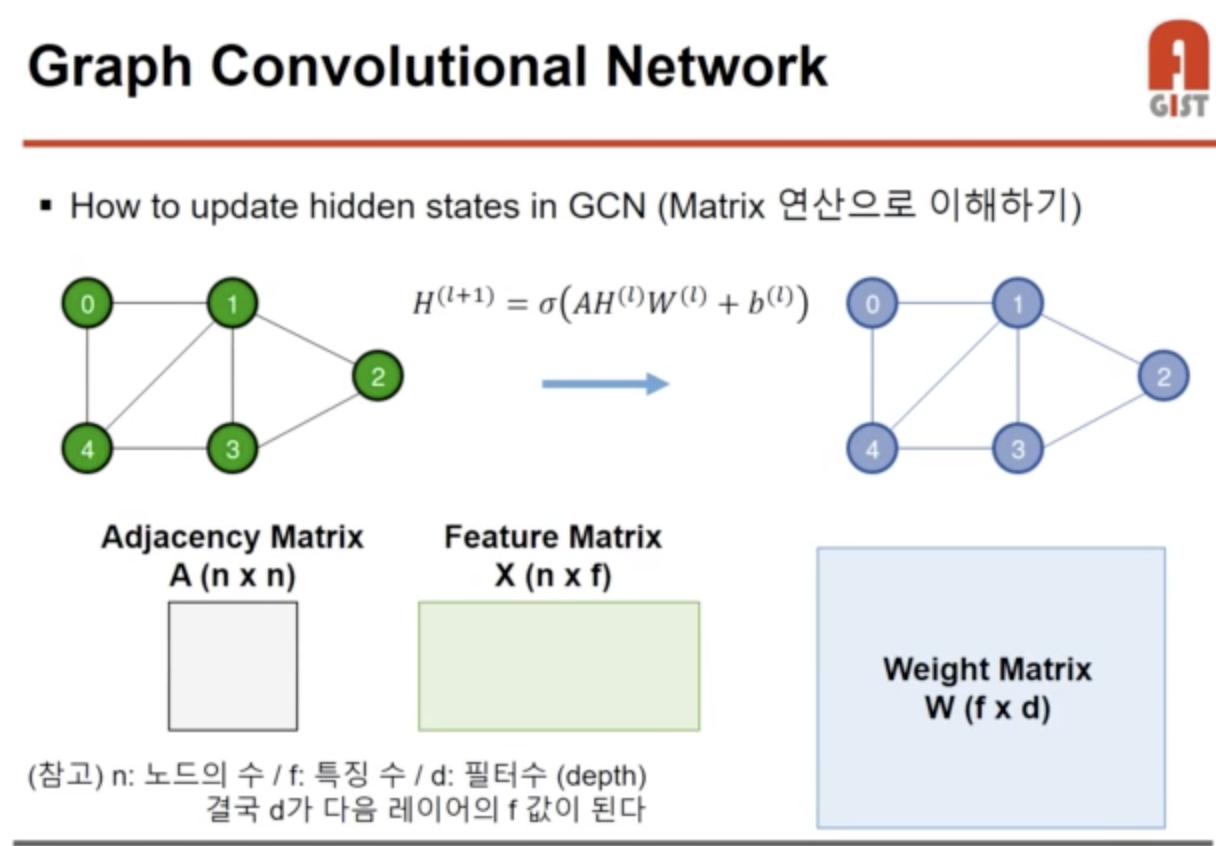 Graph Convolutional Network
GIST
▪ How to update hidden states in GCN (Matrix 연산으로 이해하기)
H^{(l+1)} = σ(AH^{(l)}W^{(l)} + b^{(l)})
0 1
2
4 3
0 1
2
4 3
Adjacency Matrix
A (n x n)
Feature Matrix
X (n x f)
Weight Matrix
W (f x d)
(참고) n: 노드의 수 / f: 특징 수 / d: 필터수 (depth)
결국 d가 다음 레이어의 f 값이 된다